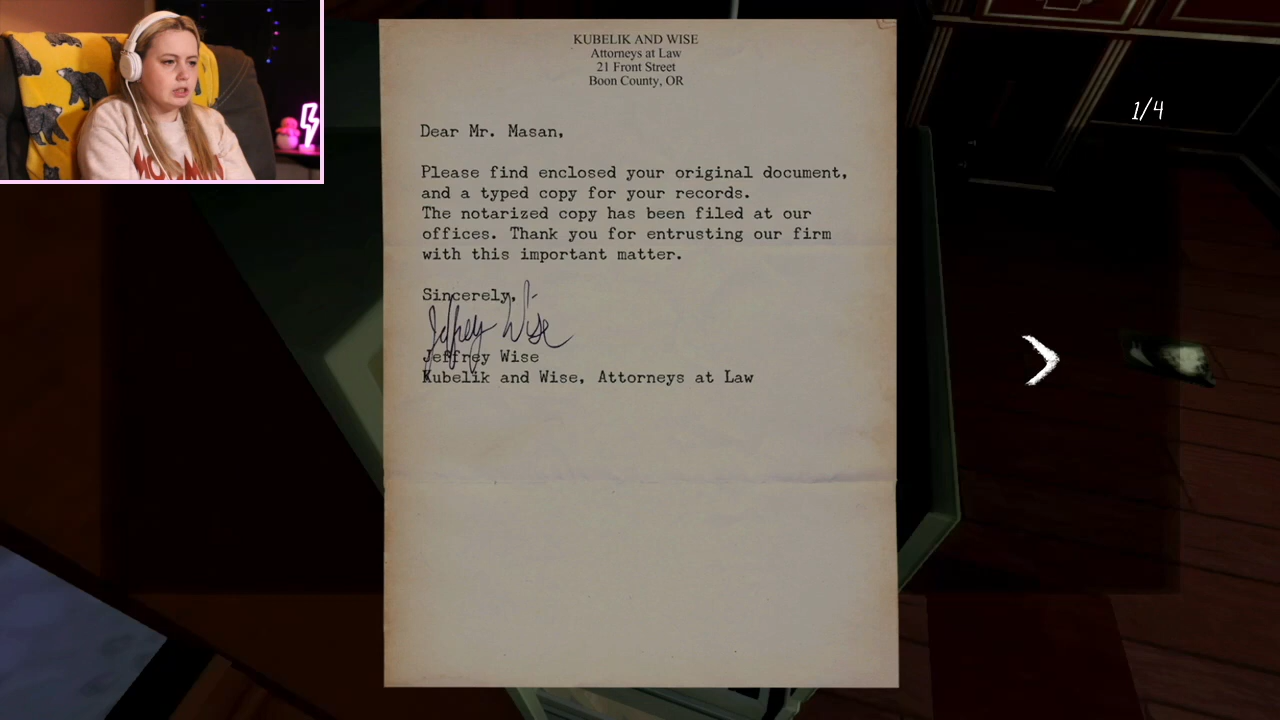 KUBELIK AND WISE
Attorneys at Law
21 Front Street
Boon County, OR
1/4
Dear Mr. Masan,
Please find enclosed your original document,
and a typed copy for your records.
The notarized copy has been filed at our
offices. Thank you for entrusting our firm
with this important matter.
Sincerely,
Jeffrey Wise
Jeffrey Wise
Kubelik and Wise, Attorneys at Law